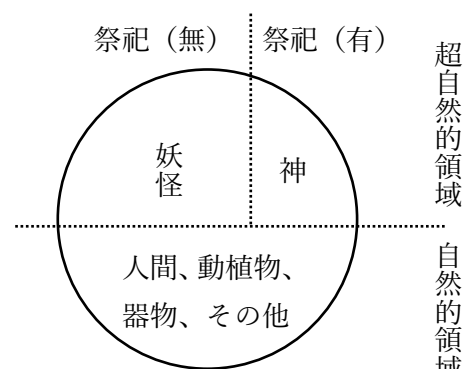 祭祀（無）
祭祀（有）
超自然的領域
妖怪
神
人間、動植物、
器物、その他
自然的領域